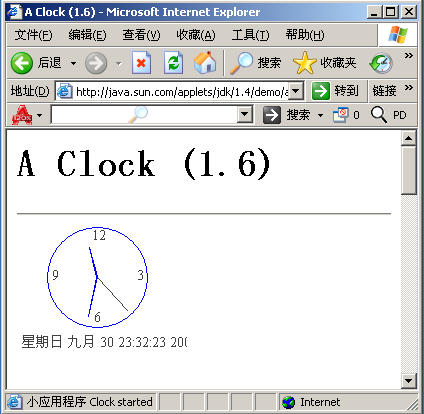 A Clock (1.6) - Microsoft Internet Explorer
文件(F) 编辑(E) 查看(V) 收藏(A) 工具(T) 帮助(H) »
后退 搜索 收藏夹 »
地址(D) http://java.sun.com/applets/jdk/1.4/demo/a 转到 链接 »
搜索 0 PD
A Clock (1.6)
12
9 3
6
星期日 九月 30 23:32:23 200
小应用程序 Clock started Internet